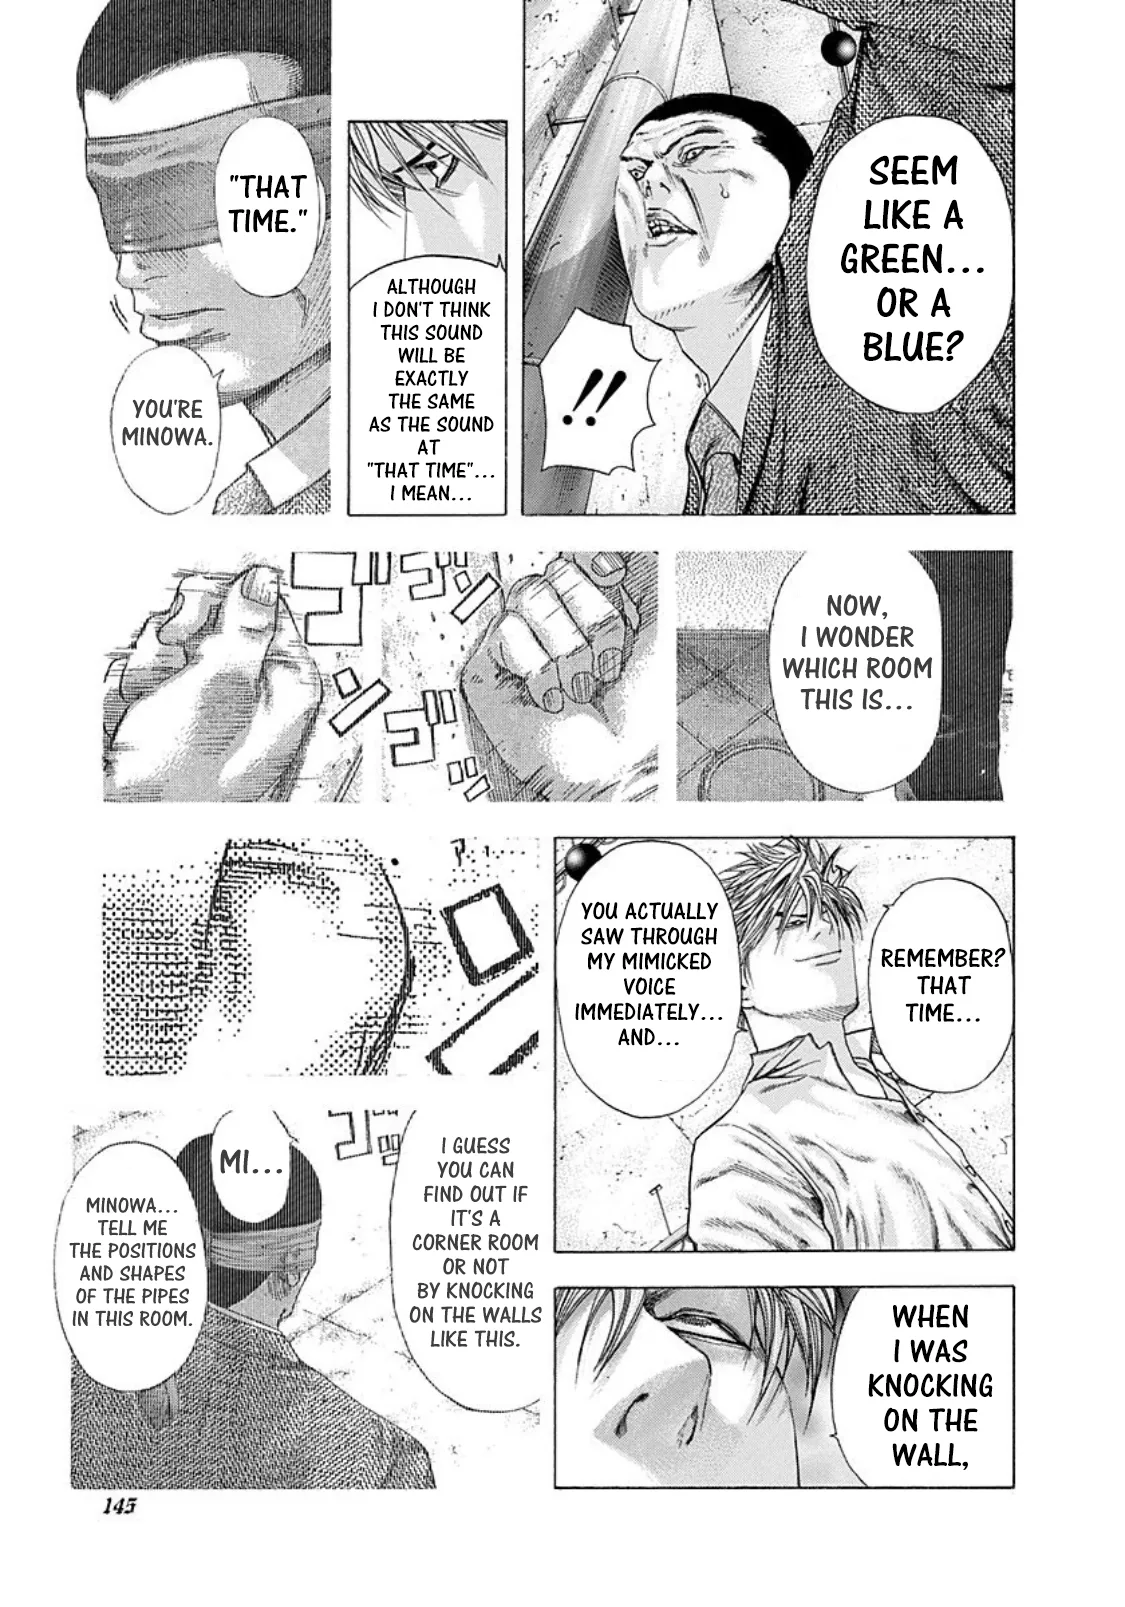 SEEM
LIKE A
GREEN...
OR A
BLUE?
!!
ALTHOUGH
I DON'T THINK
THIS SOUND
WILL BE
EXACTLY
THE SAME
AS THE SOUND
AT
"THAT TIME"...
I MEAN...
"THAT
TIME."
YOU'RE
MINOWA.
NOW,
I WONDER
WHICH ROOM
THIS IS...
REMEMBER?
THAT
TIME...
YOU ACTUALLY
SAW THROUGH
MY MIMICKED
VOICE
IMMEDIATELY...
AND...
WHEN
I WAS
KNOCKING
ON THE
WALL,
I GUESS
YOU CAN
FIND OUT IF
IT'S A
CORNER ROOM
OR NOT
BY KNOCKING
ON THE WALLS
LIKE THIS.
MI...
MINOWA...
TELL ME
THE POSITIONS
AND SHAPES
OF THE PIPES
IN THIS ROOM.
145